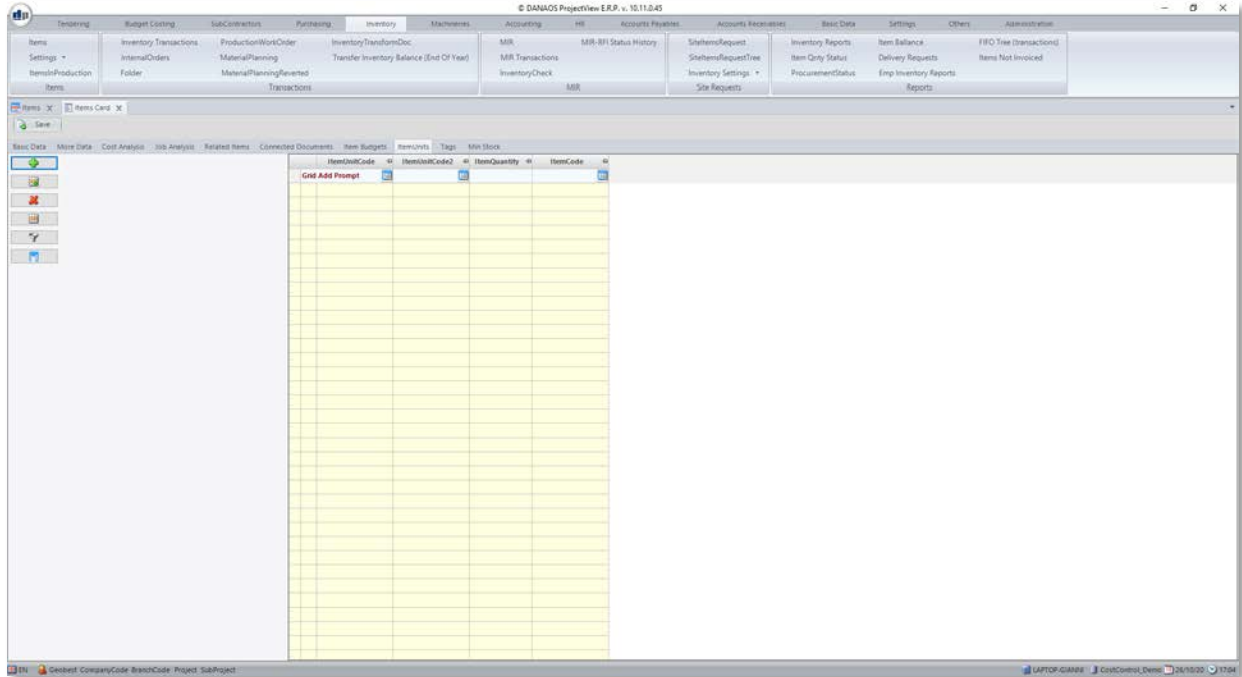 © DANAOS ProjectView E.R.P. v. 10.11.0.45
Tendering Budget Costing SubContractors Purchasing Inventory Machineries Accounting HR Accounts Payables Accounts Receivables Basic Data Settings Others Administration
Items Inventory Transactions ProductionWorkOrder InventoryTransformDoc MIR MIR-RFI Status History SiteItemsRequest Inventory Reports Item Ballance FIFO Tree (transactions)
Settings InternalOrders MaterialPlanning Transfer Inventory Balance (End Of Year) MIR Transactions SiteItemsRequestTree Item Qnty Status Delivery Requests Items Not Invoiced
ItemsInProduction Folder MaterialPlanningReverted InventoryCheck Inventory Settings ProcurementStatus Emp Inventory Reports
Items Transactions MIR Site Requests Reports
Items X Items Card X
Save
Basic Data More Data Cost Analysis Job Analysis Related Items Connected Documents Item Budgets ItemUnits Tags Min Stock
ItemUnitCode ItemUnitCode2 ItemQuantity ItemCode
Grid Add Prompt
EN Geobest CompanyCode BranchCode Project SubProject LAPTOP-GIANNI CostControl_Demo 26/10/20 17:04